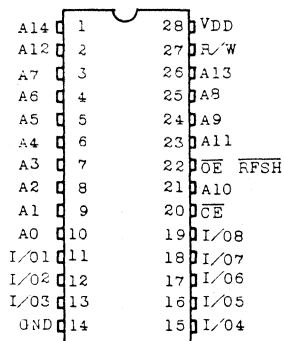 A14 1 28 VDD
A12 2 27 R/W
A7 3 26 A13
A6 4 25 A8
A5 5 24 A9
A4 6 23 A11
A3 7 22 OE RFSH
A2 8 21 A10
A1 9 20 CE
A0 10 19 I/O8
I/O1 11 18 I/O7
I/O2 12 17 I/O6
I/O3 13 16 I/O5
GND 14 15 I/O4